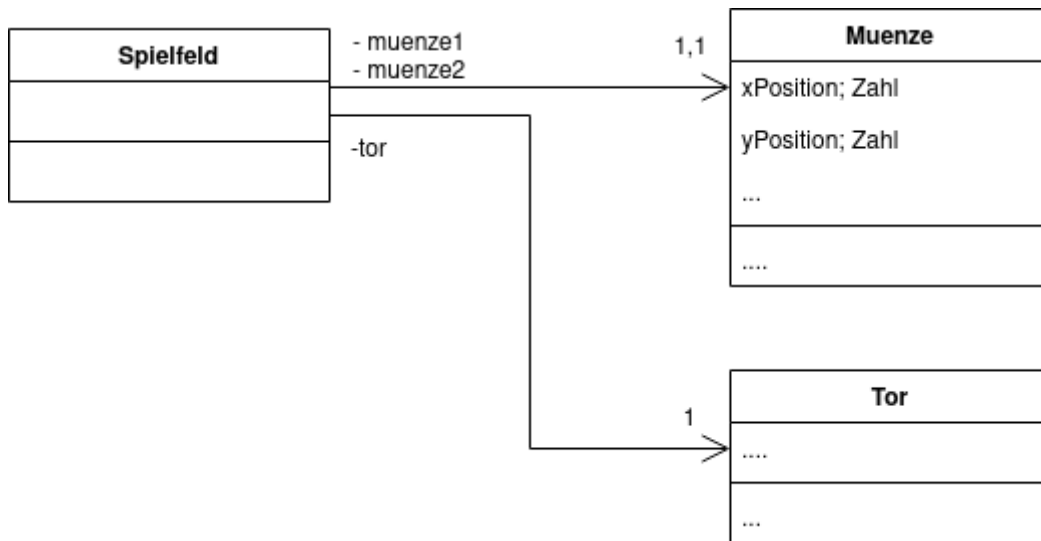 Spielfeld
- muenze1
- muenze2
1,1
-tor
Muenze
xPosition; Zahl
yPosition; Zahl
...
....
1
Tor
....
...